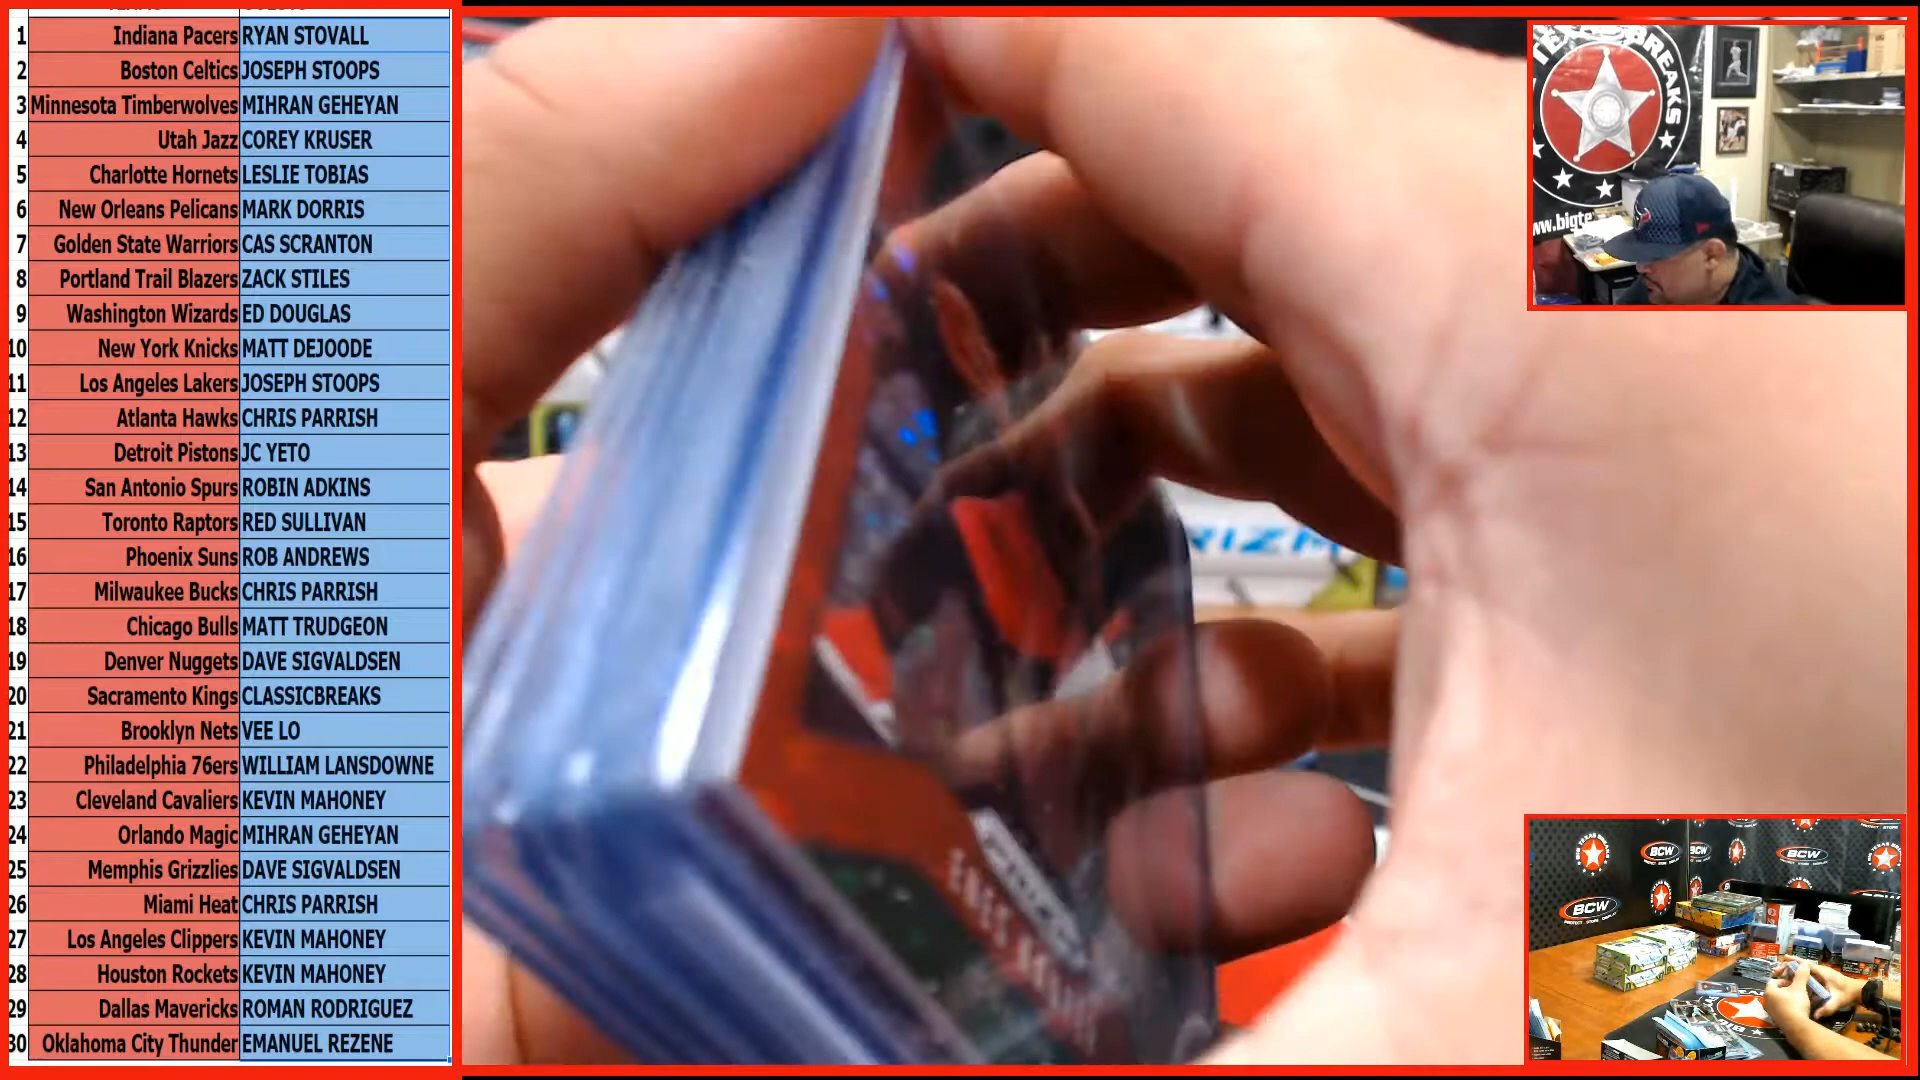 1 Indiana Pacers RYAN STOVALL
2 Boston Celtics JOSEPH STOOPS
3 Minnesota Timberwolves MIHRAN GEHEYAN
4 Utah Jazz COREY KRUSER
5 Charlotte Hornets LESLIE TOBIAS
6 New Orleans Pelicans MARK DORRIS
7 Golden State Warriors CAS SCRANTON
8 Portland Trail Blazers ZACK STILES
9 Washington Wizards ED DOUGLAS
10 New York Knicks MATT DEJOODE
11 Los Angeles Lakers JOSEPH STOOPS
12 Atlanta Hawks CHRIS PARRISH
13 Detroit Pistons JC YETO
14 San Antonio Spurs ROBIN ADKINS
15 Toronto Raptors RED SULLIVAN
16 Phoenix Suns ROB ANDREWS
17 Milwaukee Bucks CHRIS PARRISH
18 Chicago Bulls MATT TRUDGEON
19 Denver Nuggets DAVE SIGVALDSEN
20 Sacramento Kings CLASSICBREAKS
21 Brooklyn Nets VEE LO
22 Philadelphia 76ers WILLIAM LANSDOWNE
23 Cleveland Cavaliers KEVIN MAHONEY
24 Orlando Magic MIHRAN GEHEYAN
25 Memphis Grizzlies DAVE SIGVALDSEN
26 Miami Heat CHRIS PARRISH
27 Los Angeles Clippers KEVIN MAHONEY
28 Houston Rockets KEVIN MAHONEY
29 Dallas Mavericks ROMAN RODRIGUEZ
30 Oklahoma City Thunder EMANUEL REZENE
RIZM
BREAKS
www.bigte
BCW
BCW
BCW
BCW